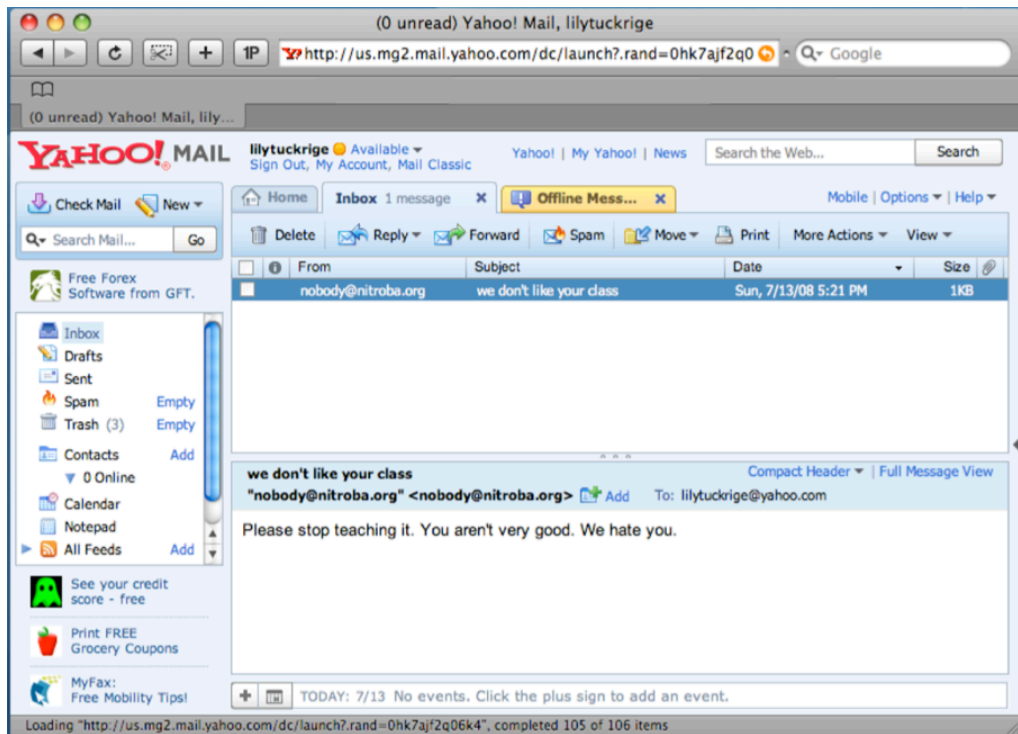 (0 unread) Yahoo! Mail, lilytuckrige
1P
http://us.mg2.mail.yahoo.com/dc/launch?.rand=0hk7ajf2q0
Google
(0 unread) Yahoo! Mail, lily...
YAHOO! MAIL
lilytuckrige Available
Sign Out, My Account, Mail Classic
Yahoo! | My Yahoo! | News
Search the Web...
Search
Check Mail New
Search Mail... Go
Home
Inbox 1 message x
Offline Mess... x
Mobile | Options | Help
Delete Reply Forward Spam Move Print More Actions View
From Subject Date Size
nobody@nitroba.org we don't like your class Sun, 7/13/08 5:21 PM 1KB
Free Forex
Software from GFT.
Inbox
Drafts
Sent
Spam Empty
Trash (3) Empty
Contacts Add
0 Online
Calendar
Notepad
All Feeds Add
See your credit
score - free
Print FREE
Grocery Coupons
MyFax:
Free Mobility Tips!
we don't like your class
Compact Header | Full Message View
"nobody@nitroba.org" <nobody@nitroba.org> Add To: lilytuckrige@yahoo.com
Please stop teaching it. You aren't very good. We hate you.
TODAY: 7/13 No events. Click the plus sign to add an event.
Loading "http://us.mg2.mail.yahoo.com/dc/launch?.rand=0hk7ajf2q06k4", completed 105 of 106 items